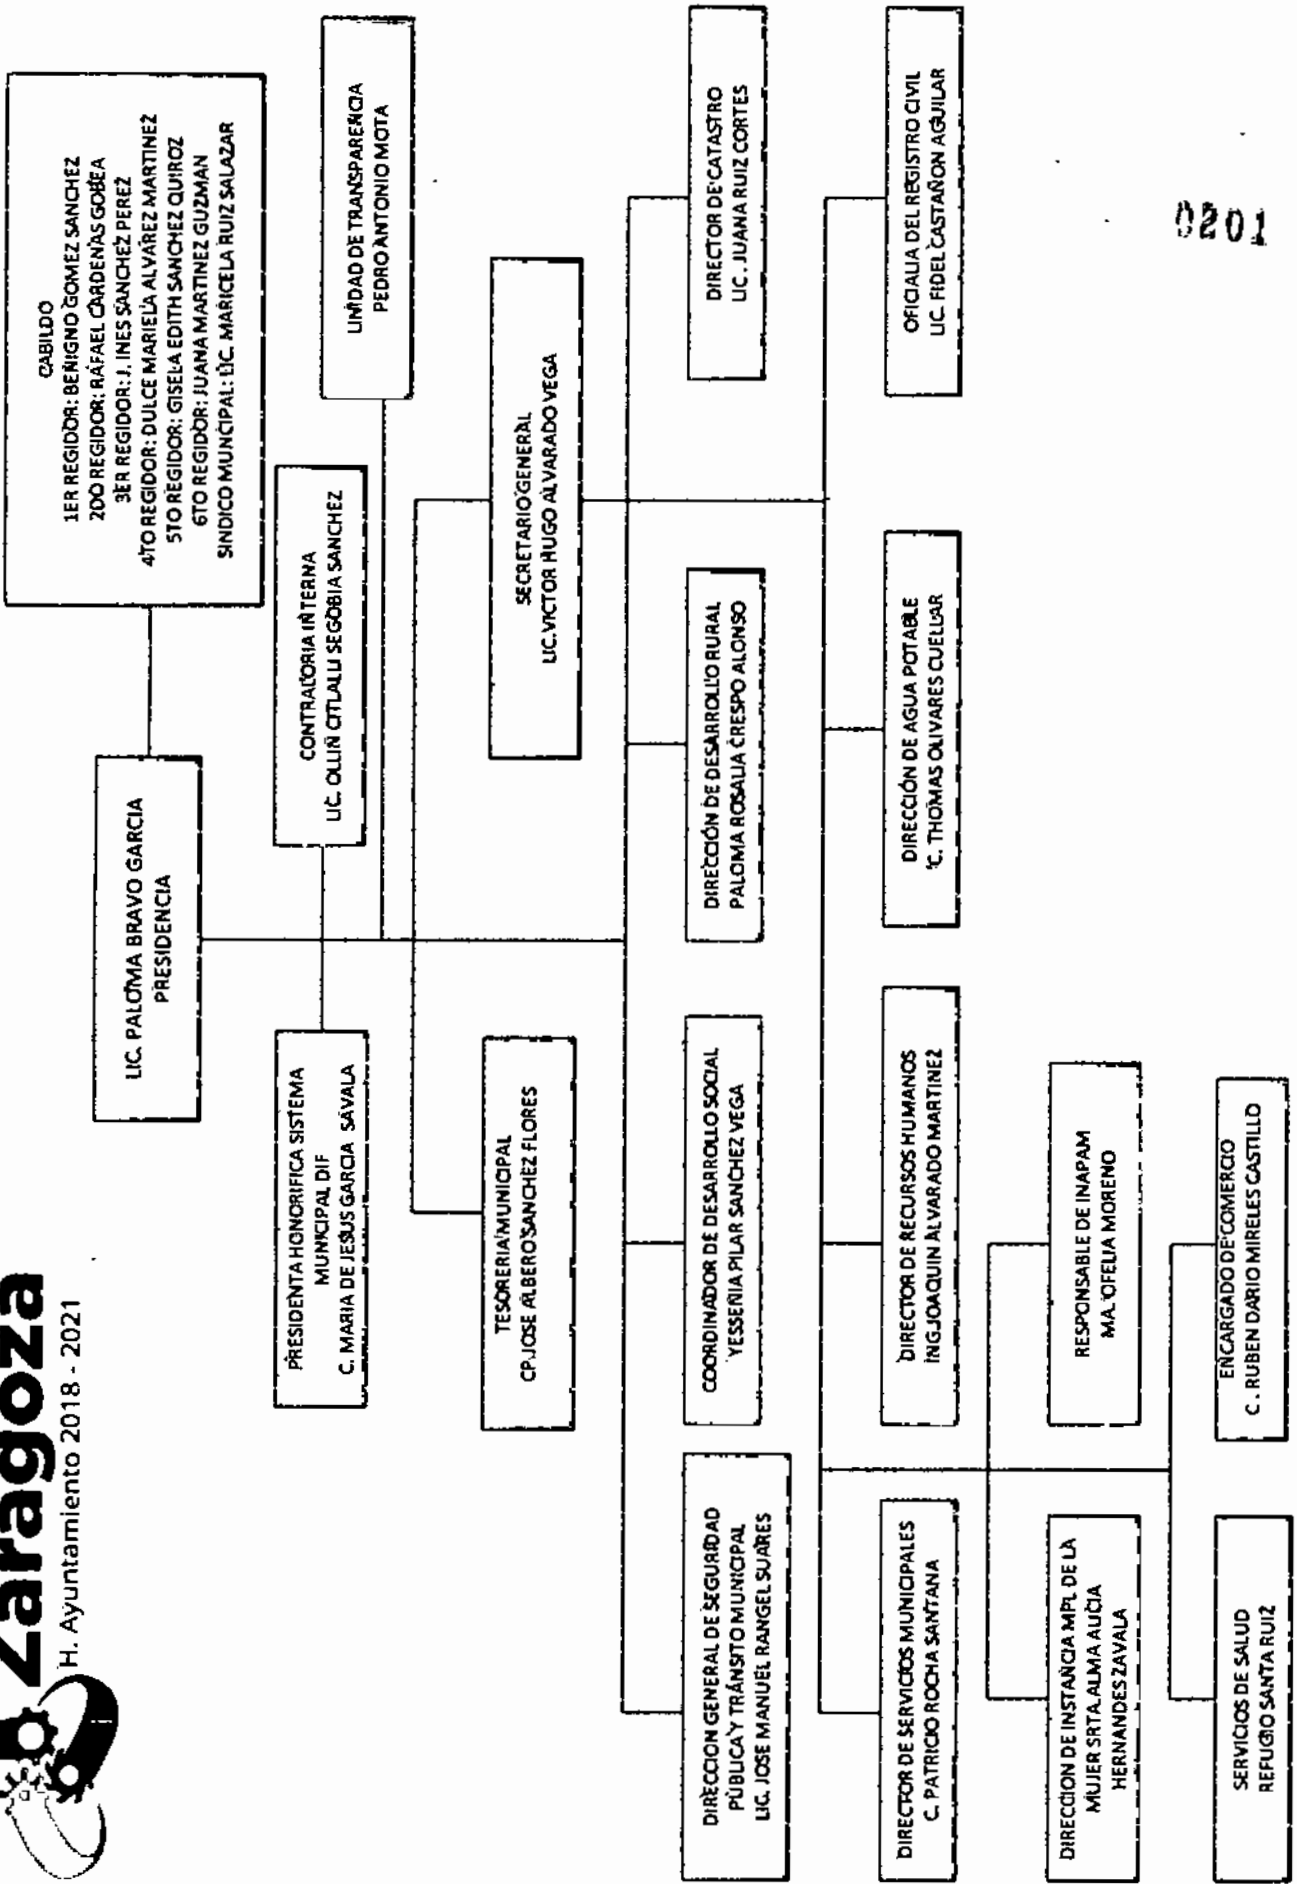 Zaragoza
H. Ayuntamiento 2018 - 2021
LIC. PALOMA BRAVO GARCIA
PRESIDENCIA
CABILDO
1ER REGIDOR: BENIGNO GOMEZ SANCHEZ
2DO REGIDOR: RAFAEL CARDENAS GOBEA
3ER REGIDOR: J. INES SANCHEZ PEREZ
4TO REGIDOR: DULCE MARIELA ALVAREZ MARTINEZ
5TO REGIDOR: GISELA EDITH SANCHEZ QUIROZ
6TO REGIDOR: JUANA MARTINEZ GUZMAN
SINDICO MUNCIPAL: LIC. MARICELA RUIZ SALAZAR
PRESIDENTA HONORIFICA SISTEMA
MUNICIPAL DIF
C. MARIA DE JESUS GARCIA SAVALA
CONTRALORIA INTERNA
LIC. OLLIN CITLALLI SEGOBIA SANCHEZ
UNIDAD DE TRANSPARENCIA
PEDRO ANTONIO MOTA
TESORERIA MUNICIPAL
CP.JOSE ALBERO SANCHEZ FLORES
SECRETARIO GENERAL
LIC.VICTOR HUGO ALVARADO VEGA
DIRECCION GENERAL DE SEGURIDAD
PÚBLICA Y TRÁNSITO MUNICIPAL
LIC. JOSE MANUEL RANGEL SUARES
COORDINADOR DE DESARROLLO SOCIAL
YESSEÑIA PILAR SANCHEZ VEGA
DIRECCIÓN DE DESARROLLO RURAL
PALOMA ROSALIA CRESPO ALONSO
DIRECTOR DE CATASTRO
LIC. JUANA RUIZ CORTES
DIRECTOR DE SERVICIOS MUNICIPALES
C. PATRICIO ROCHA SANTANA
DIRECTOR DE RECURSOS HUMANOS
ING.JOAQUIN ALVARADO MARTINEZ
DIRECCIÓN DE AGUA POTABLE
C. THOMAS OLIVARES CUELLAR
OFICIALIA DEL REGISTRO CIVIL
LIC. FIDEL CASTAÑON AGUILAR
DIRECCION DE INSTANCIA MPL DE LA
MUJER SRTA. ALMA ALICIA
HERNANDES ZAVALA
RESPONSABLE DE INAPAM
MA. OFELIA MORENO
SERVICIOS DE SALUD
REFUGIO SANTA RUIZ
ENCARGADO DE COMERCIO
C. RUBEN DARIO MIRELES CASTILLO
0201